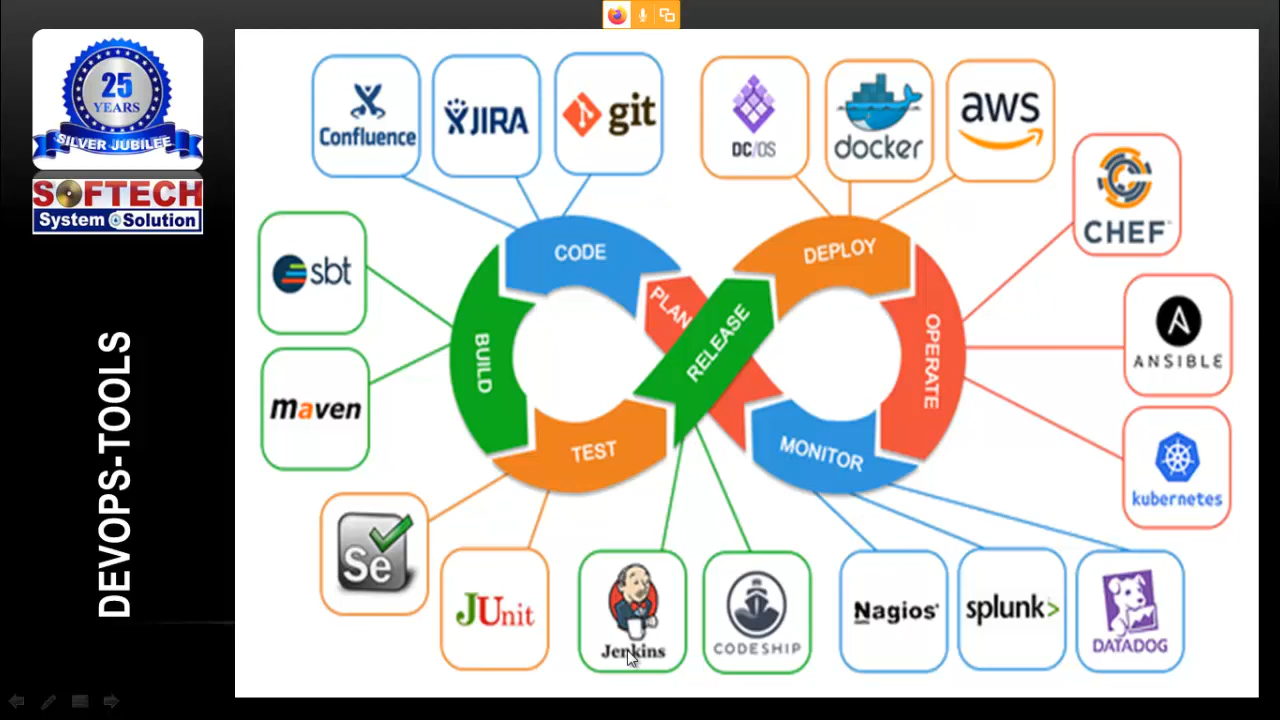 25
YEARS
SILVER JUBILEE
SOFTECH
System Solution
DEVOPS-TOOLS
Confluence
JIRA
git
DC/OS
docker
aws
CHEF™
sbt
maven
ANSIBLE
kubernetes
CODE
DEPLOY
PLAN
RELEASE
BUILD
OPERATE
TEST
MONITOR
Se
JUnit
Jenkins
CODESHIP
Nagios®
splunk>
DATADOG